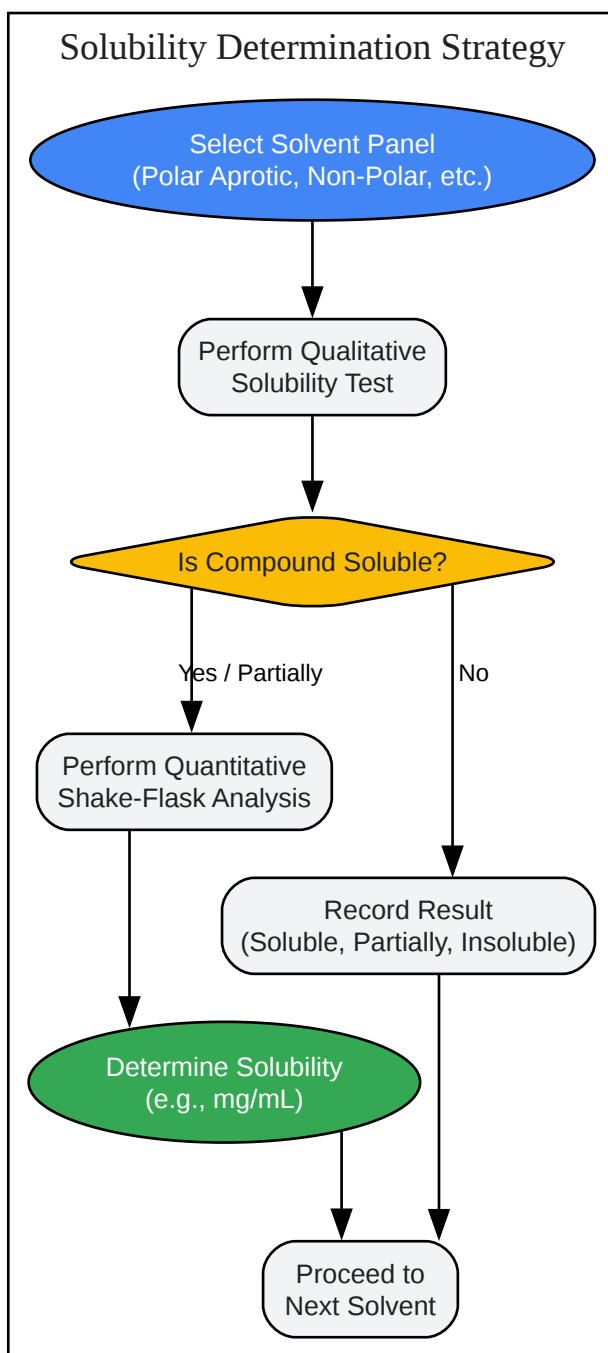 Solubility Determination Strategy
Select Solvent Panel
(Polar Aprotic, Non-Polar, etc.)
Perform Qualitative
Solubility Test
Is Compound Soluble?
Yes / Partially
No
Perform Quantitative
Shake-Flask Analysis
Record Result
(Soluble, Partially, Insoluble)
Determine Solubility
(e.g., mg/mL)
Proceed to
Next Solvent